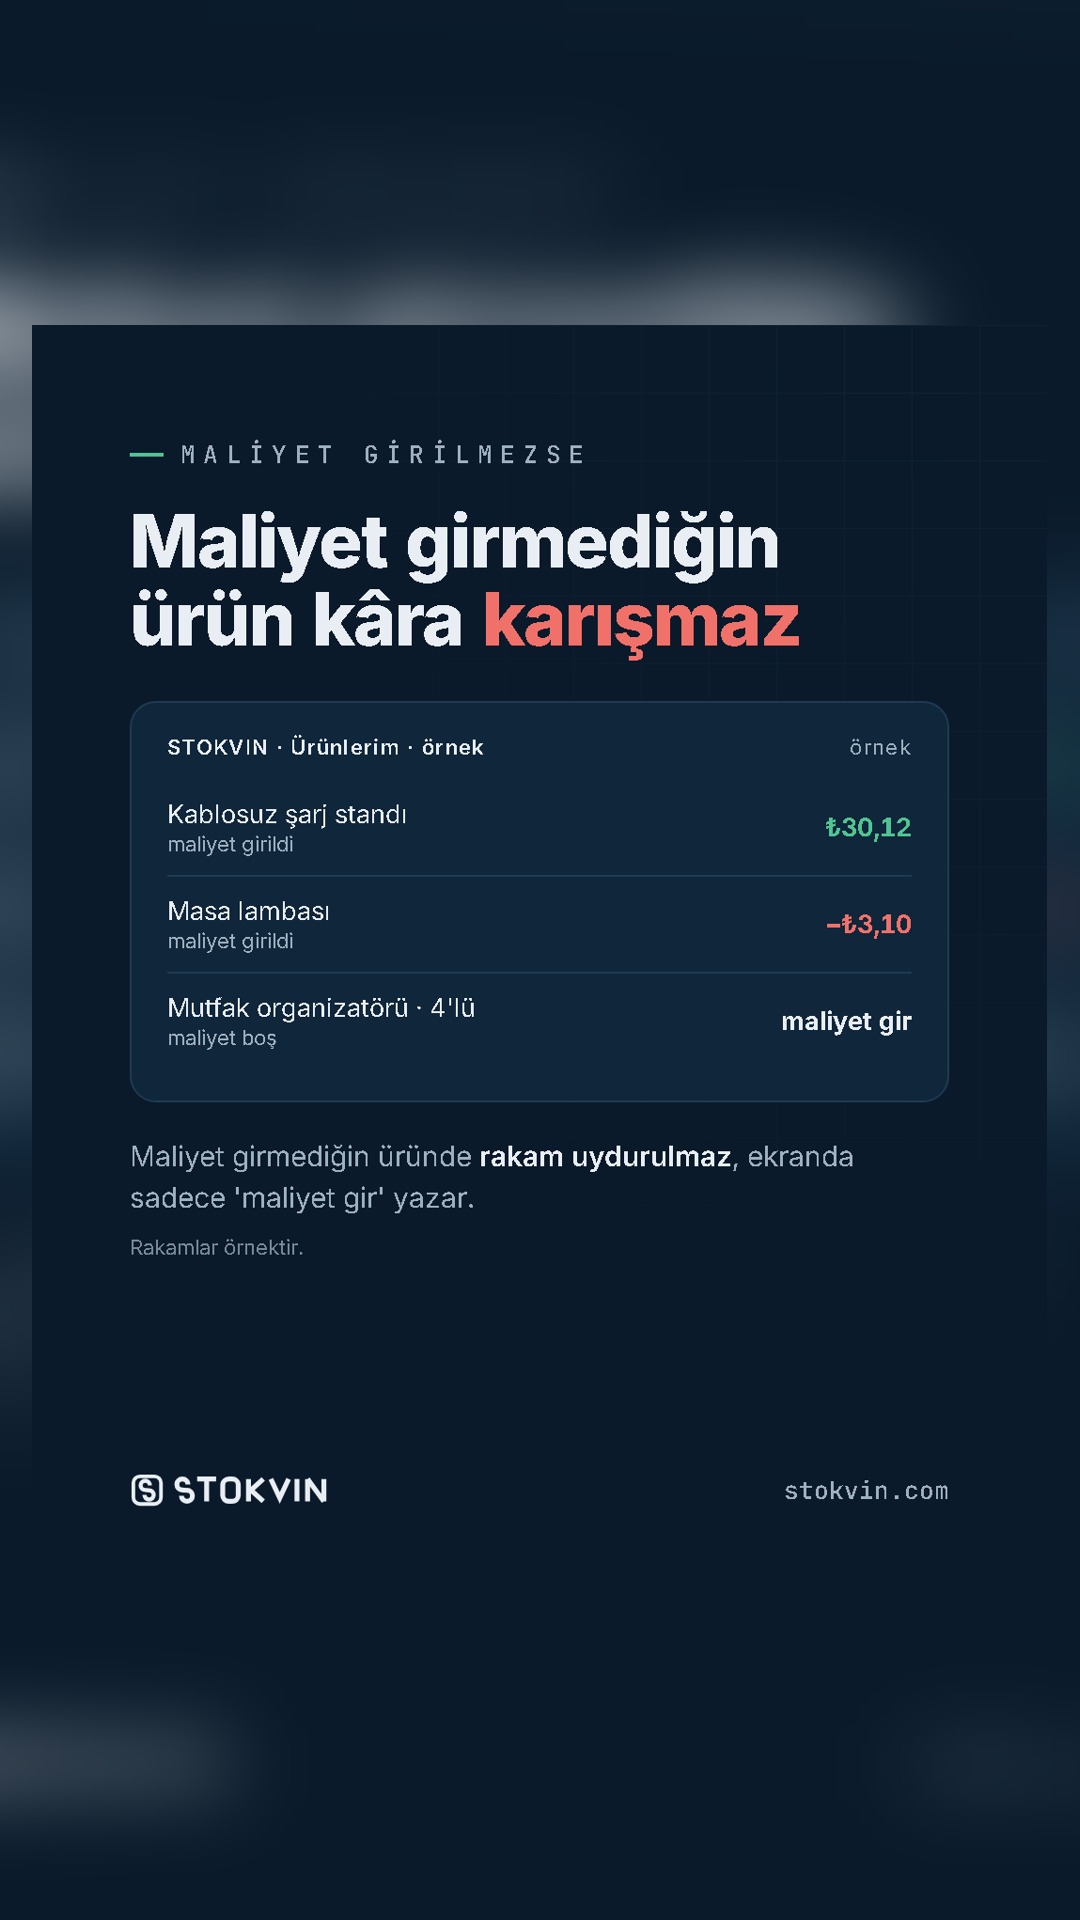 MALİYET GİRİLMEZSE
Maliyet girmediğin
ürün kâra karışmaz
STOKVIN · Ürünlerim · örnek
örnek
Kablosuz şarj standı
maliyet girildi
₺30,12
Masa lambası
maliyet girildi
−₺3,10
Mutfak organizatörü · 4'lü
maliyet boş
maliyet gir
Maliyet girmediğin üründe rakam uydurulmaz, ekranda
sadece 'maliyet gir' yazar.
Rakamlar örnektir.
STOKVIN
stokvin.com